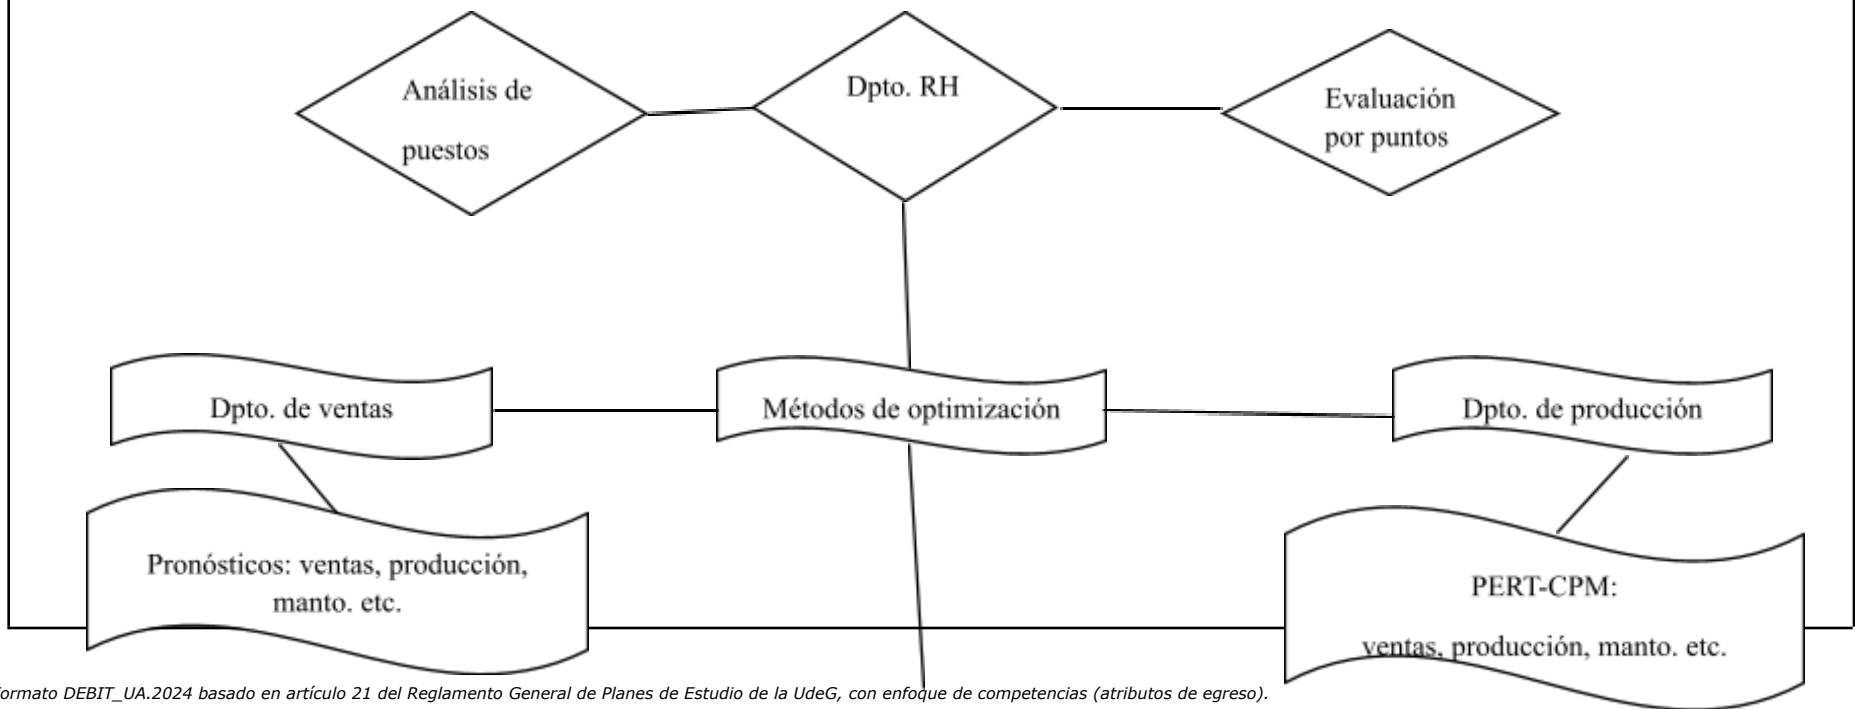 Análisis de
puestos
Dpto. RH
Evaluación
por puntos
Dpto. de ventas
Métodos de optimización
Dpto. de producción
Pronósticos: ventas, producción,
manto. etc.
PERT-CPM:
ventas, producción, manto. etc.
ormato DEBIT_UA.2024 basado en artículo 21 del Reglamento General de Planes de Estudio de la UdeG, con enfoque de competencias (atributos de egreso).